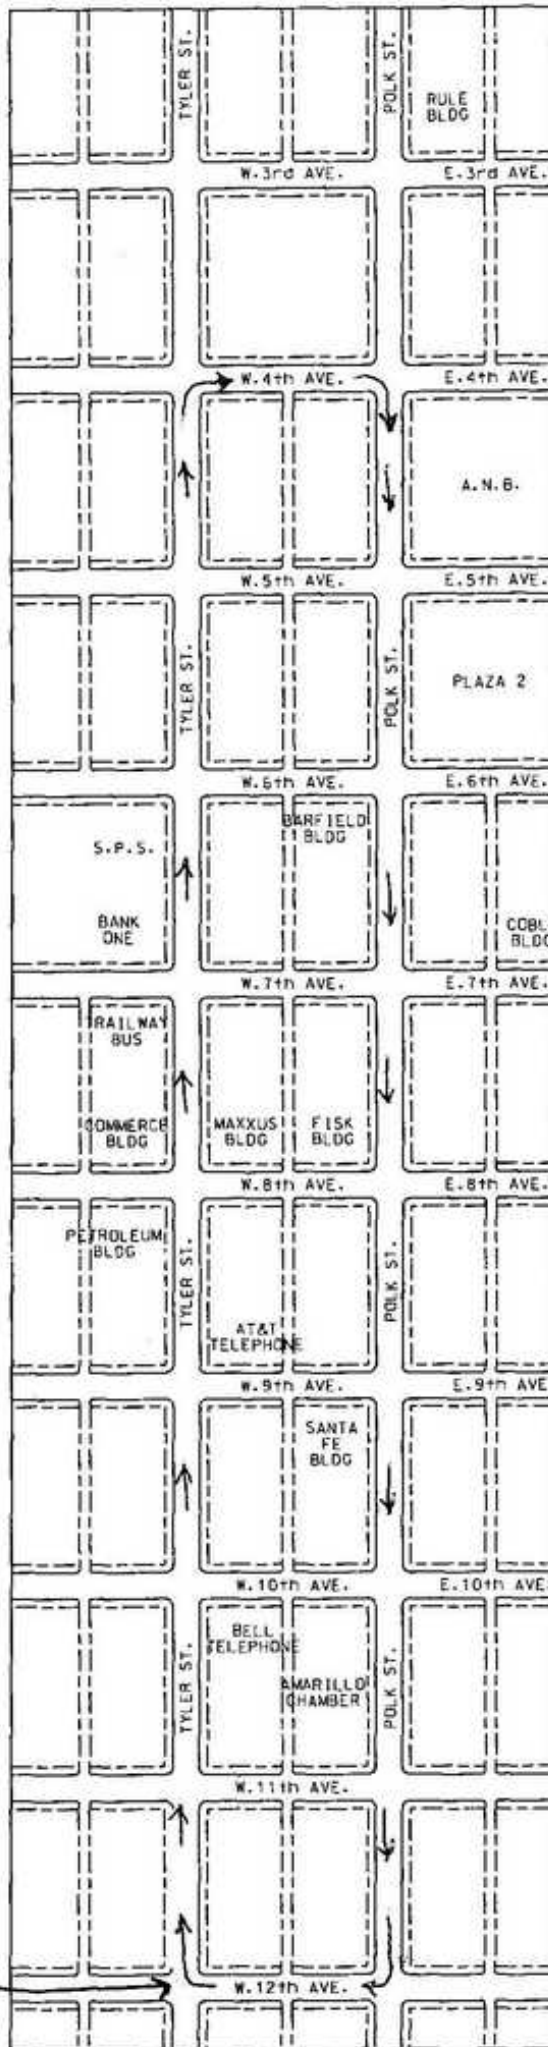 TYLER ST.
POLK ST.
RULE
BLDG
W.3rd AVE.
E.3rd AVE.
W.4th AVE.
E.4th AVE.
A.N.B.
W.5th AVE.
E.5th AVE.
TYLER ST.
POLK ST.
PLAZA 2
W.6th AVE.
E.6th AVE.
BARFIELD
BLDG
S.P.S.
BANK
ONE
COBL
BLDG
W.7th AVE.
E.7th AVE.
RAILWAY
BUS
COMMERCE
BLDG
MAXXUS
BLDG
FISK
BLDG
W.8th AVE.
E.8th AVE.
PETROLEUM
BLDG
TYLER ST.
POLK ST.
AT&T
TELEPHONE
W.9th AVE.
E.9th AVE.
SANTA
FE
BLDG
W.10th AVE.
E.10th AVE
BELL
TELEPHONE
TYLER ST.
POLK ST.
AMARILLO
CHAMBER
W.11th AVE.
W.12th AVE.